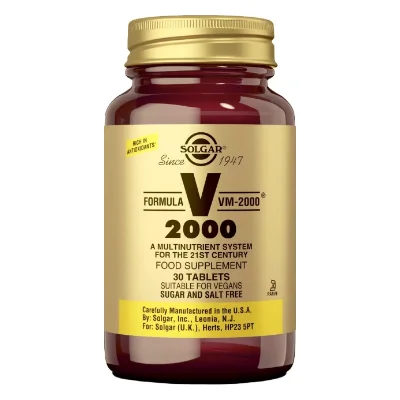 RICH IN
ANTIOXIDANTS*
SOLGAR®
Since 1947
FORMULA V VM-2000®
2000
A MULTINUTRIENT SYSTEM
FOR THE 21ST CENTURY
FOOD SUPPLEMENT
30 TABLETS
SUITABLE FOR VEGANS
SUGAR AND SALT FREE
Carefully Manufactured in the U.S.A.
By: Solgar, Inc., Leonia, N.J.
For: Solgar (U.K.), Herts, HP23 5PT